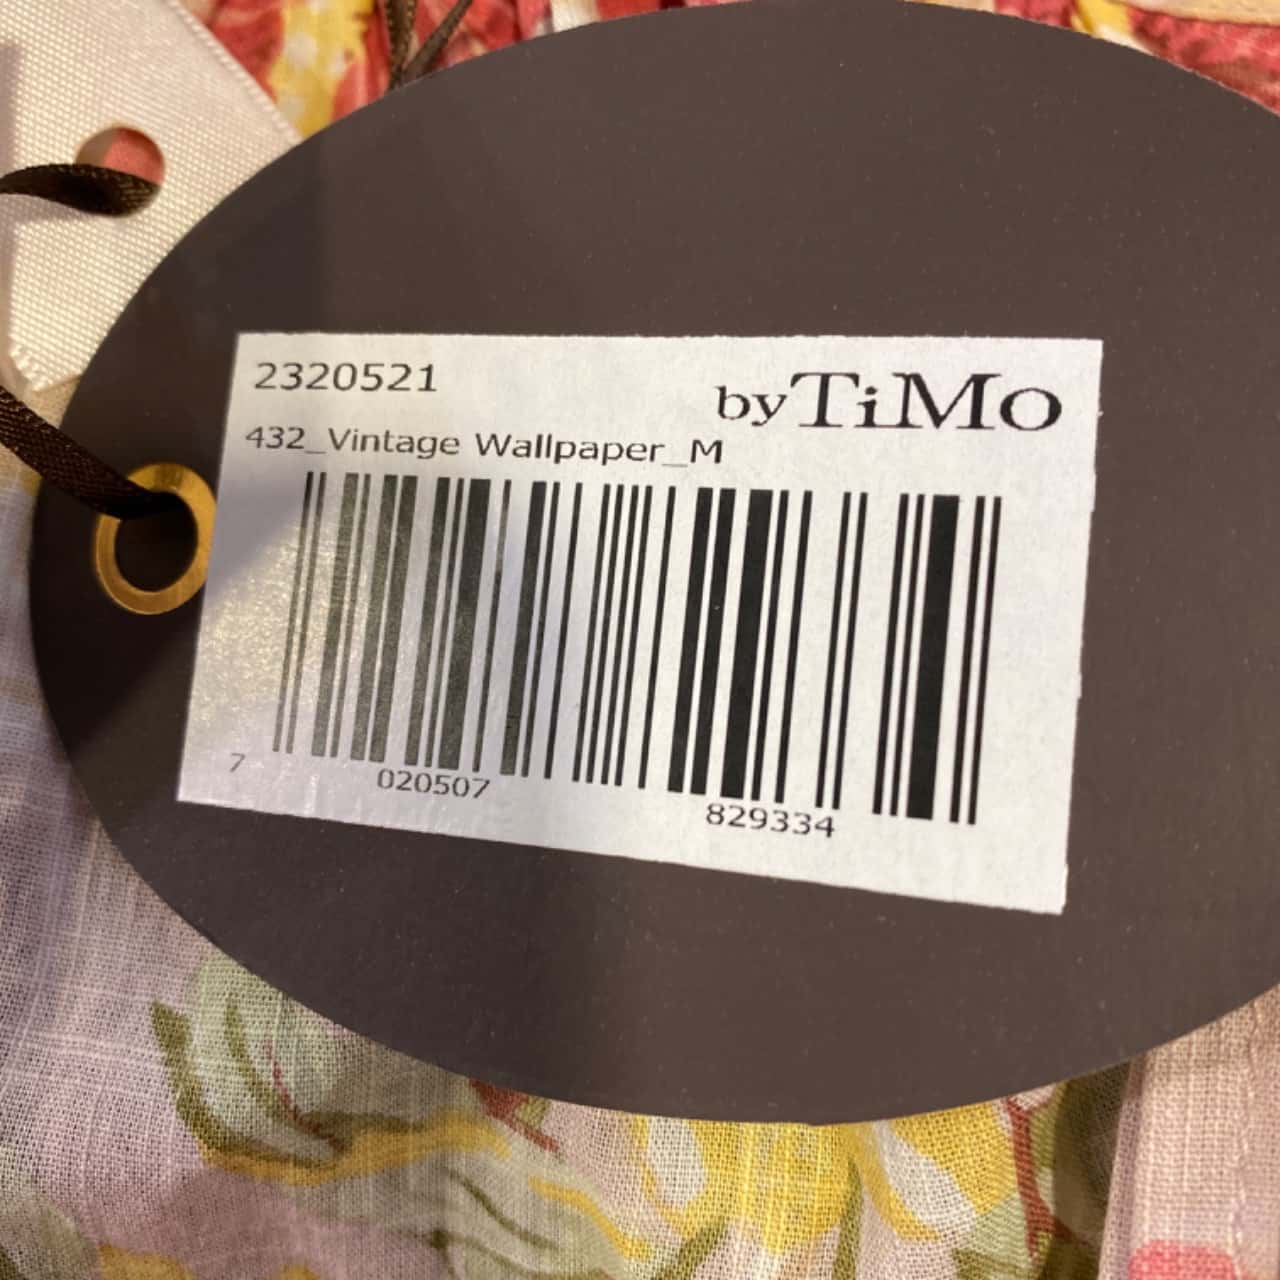 2320521
byTiMo
432_Vintage Wallpaper_M
7 020507 829334